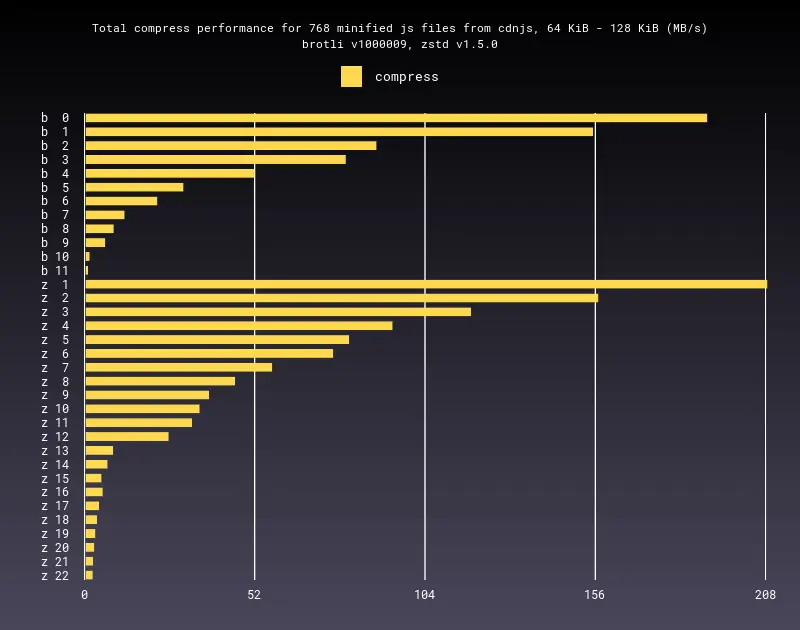 Total compress performance for 768 minified js files from cdnjs, 64 KiB - 128 KiB (MB/s)
brotli v1000009, zstd v1.5.0
compress
b 0
b 1
b 2
b 3
b 4
b 5
b 6
b 7
b 8
b 9
b 10
b 11
z 1
z 2
z 3
z 4
z 5
z 6
z 7
z 8
z 9
z 10
z 11
z 12
z 13
z 14
z 15
z 16
z 17
z 18
z 19
z 20
z 21
z 22
0 52 104 156 208